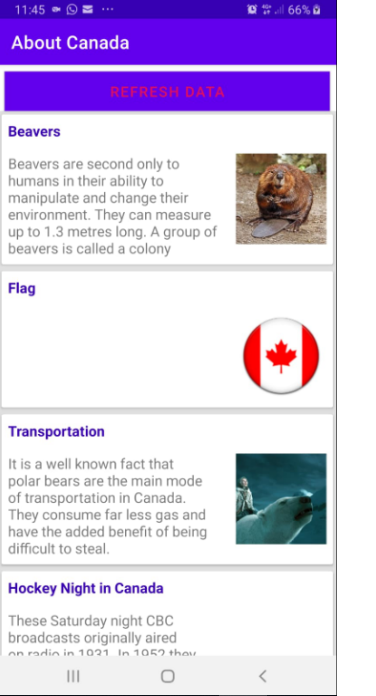 11:45 66%
About Canada
REFRESH DATA
Beavers
Beavers are second only to
humans in their ability to
manipulate and change their
environment. They can measure
up to 1.3 metres long. A group of
beavers is called a colony
Flag
Transportation
It is a well known fact that
polar bears are the main mode
of transportation in Canada.
They consume far less gas and
have the added benefit of being
difficult to steal.
Hockey Night in Canada
These Saturday night CBC
broadcasts originally aired
on radio in 1931. In 1952 they